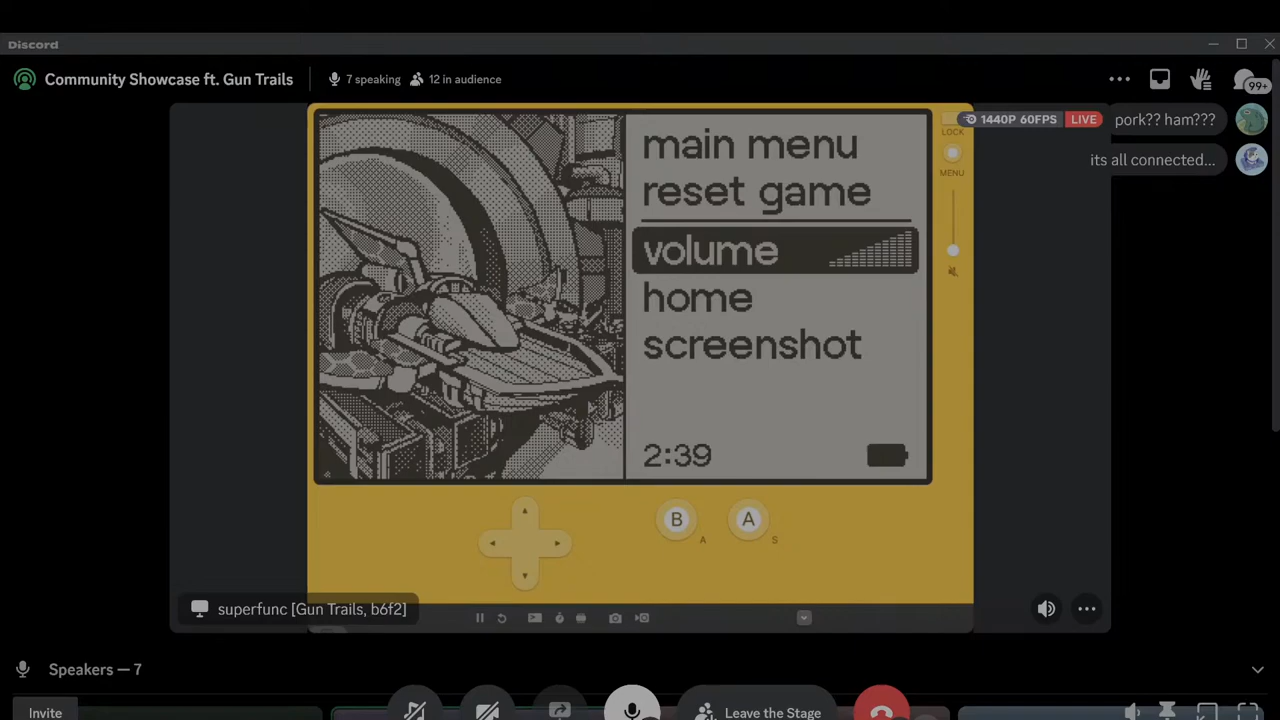 Discord
Community Showcase ft. Gun Trails
7 speaking
12 in audience
99+
1440P 60FPS
LIVE
pork?? ham???
its all connected...
main menu
reset game
volume
home
screenshot
2:39
LOCK
MENU
B
A
A
S
superfunc [Gun Trails, b6f2]
Speakers — 7
Invite
Leave the Stage